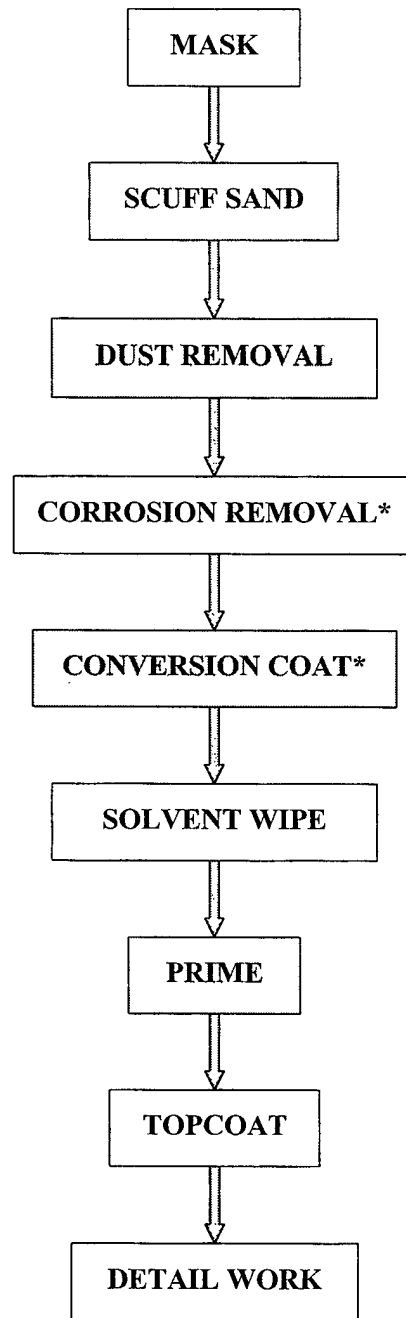 MASK
SCUFF SAND
DUST REMOVAL
CORROSION REMOVAL*
CONVERSION COAT*
SOLVENT WIPE
PRIME
TOPCOAT
DETAIL WORK